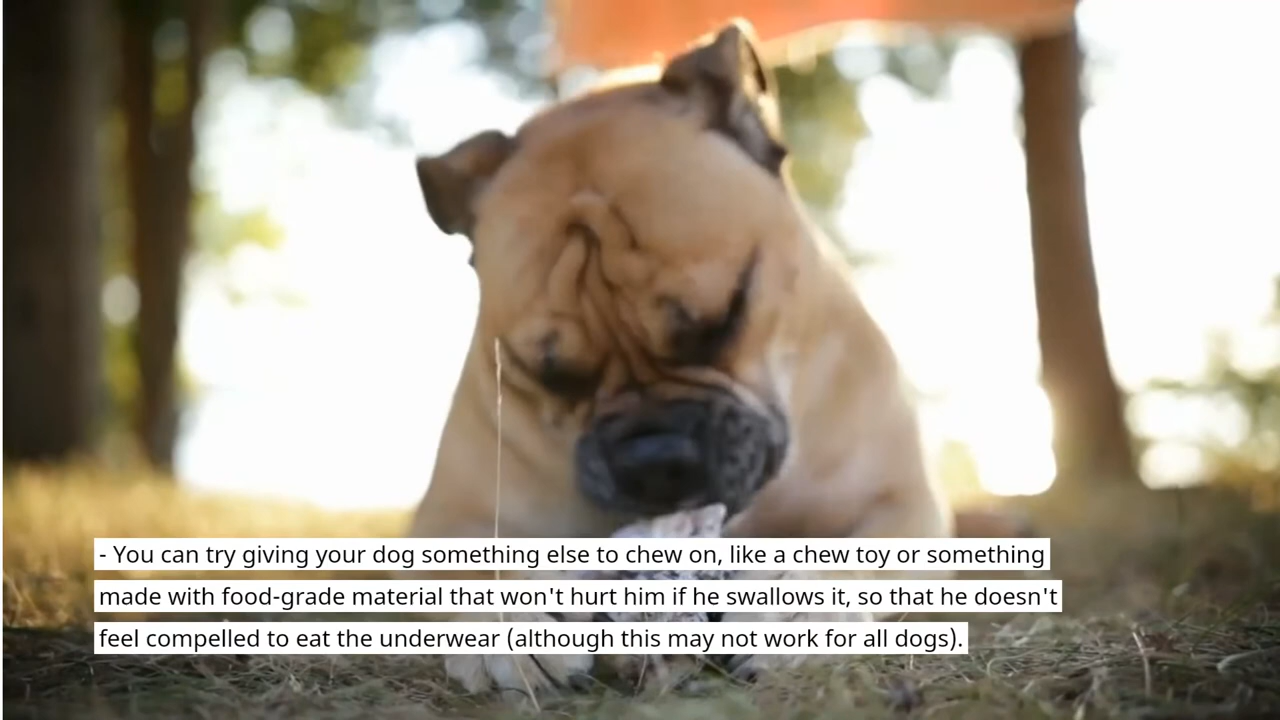 - You can try giving your dog something else to chew on, like a chew toy or something
made with food-grade material that won't hurt him if he swallows it, so that he doesn't
feel compelled to eat the underwear (although this may not work for all dogs).